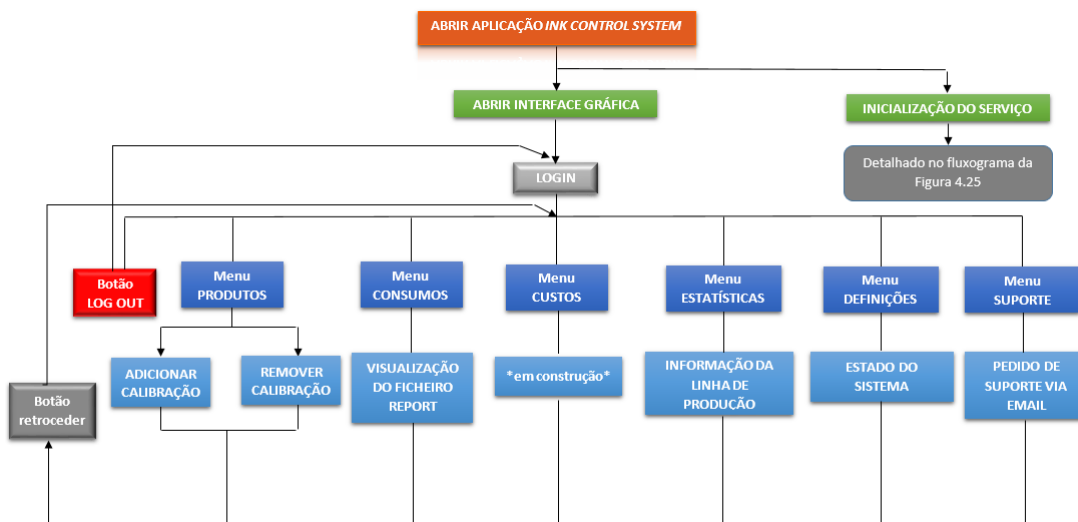 ABRIR APLICAÇÃO INK CONTROL SYSTEM
ABRIR INTERFACE GRÁFICA
INICIALIZAÇÃO DO SERVIÇO
Detalhado no fluxograma da
Figura 4.25
LOGIN
Botão
LOG OUT
Menu
PRODUTOS
Menu
CONSUMOS
Menu
CUSTOS
Menu
ESTATÍSTICAS
Menu
DEFINIÇÕES
Menu
SUPORTE
ADICIONAR
CALIBRAÇÃO
REMOVER
CALIBRAÇÃO
VISUALIZAÇÃO
DO FICHEIRO
REPORT
*em construção*
INFORMAÇÃO DA
LINHA DE
PRODUÇÃO
ESTADO DO
SISTEMA
PEDIDO DE
SUPORTE VIA
EMAIL
Botão
retroceder